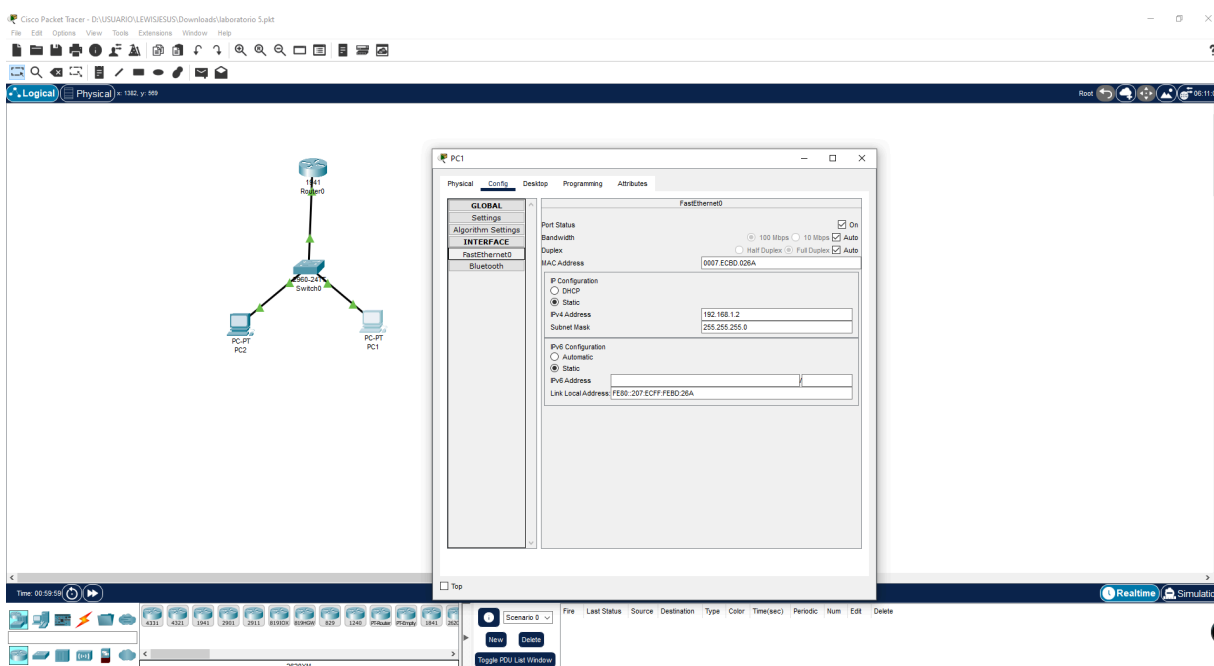 Cisco Packet Tracer - D:\USUARIO\LEWISJESUS\Downloads\laboratorio 5.pkt
File Edit Options View Tools Extensions Window Help
Logical Physical x: 1382, y: 569
Root 06:11:
1941
Router0
2960-24TT
Switch0
PC-PT
PC2
PC-PT
PC1
PC1
Physical Config Desktop Programming Attributes
GLOBAL
Settings
Algorithm Settings
INTERFACE
FastEthernet0
Bluetooth
FastEthernet0
Port Status On
Bandwidth 100 Mbps 10 Mbps Auto
Duplex Half Duplex Full Duplex Auto
MAC Address 0007.ECBD.026A
IP Configuration
DHCP
Static
IPv4 Address 192.168.1.2
Subnet Mask 255.255.255.0
IPv6 Configuration
Automatic
Static
IPv6 Address /
Link Local Address: FE80::207:ECFF:FEBD:26A
Top
Time: 00:59:59
Realtime Simulatio
4331 4321 1941 2901 2911 819IOX 819HGW 829 1240 PT-Router PT-Empty 1841 262
Scenario 0
New Delete
Toggle PDU List Window
Fire Last Status Source Destination Type Color Time(sec) Periodic Num Edit Delete